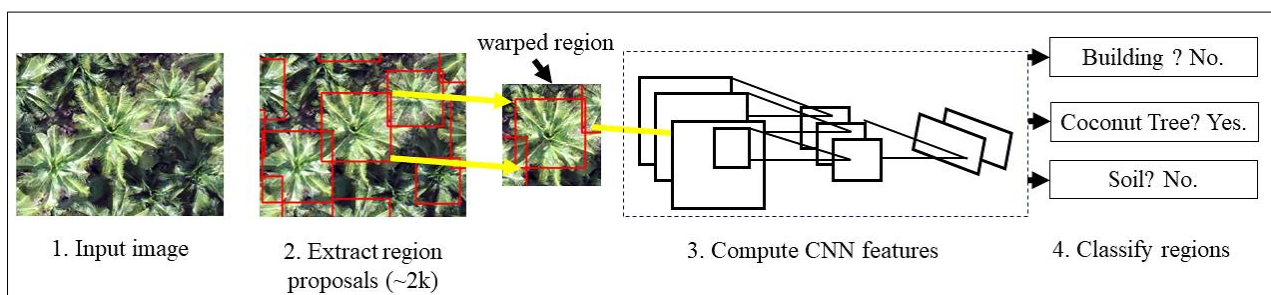 warped region
Building ? No.
Coconut Tree? Yes.
Soil? No.
1. Input image
2. Extract region
proposals (~2k)
3. Compute CNN features
4. Classify regions